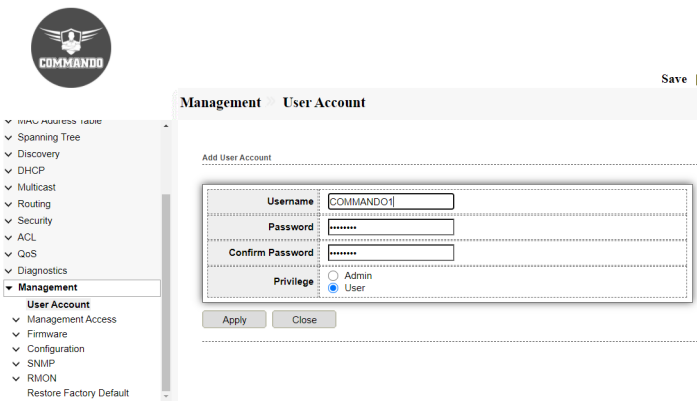 COMMANDO
Save
Management User Account
MAC Address Table
Spanning Tree
Discovery
DHCP
Multicast
Routing
Security
ACL
QoS
Diagnostics
Management
User Account
Management Access
Firmware
Configuration
SNMP
RMON
Restore Factory Default
Add User Account
Username COMMANDO1
Password ••••••••
Confirm Password ••••••••
Privilege Admin
User
Apply Close